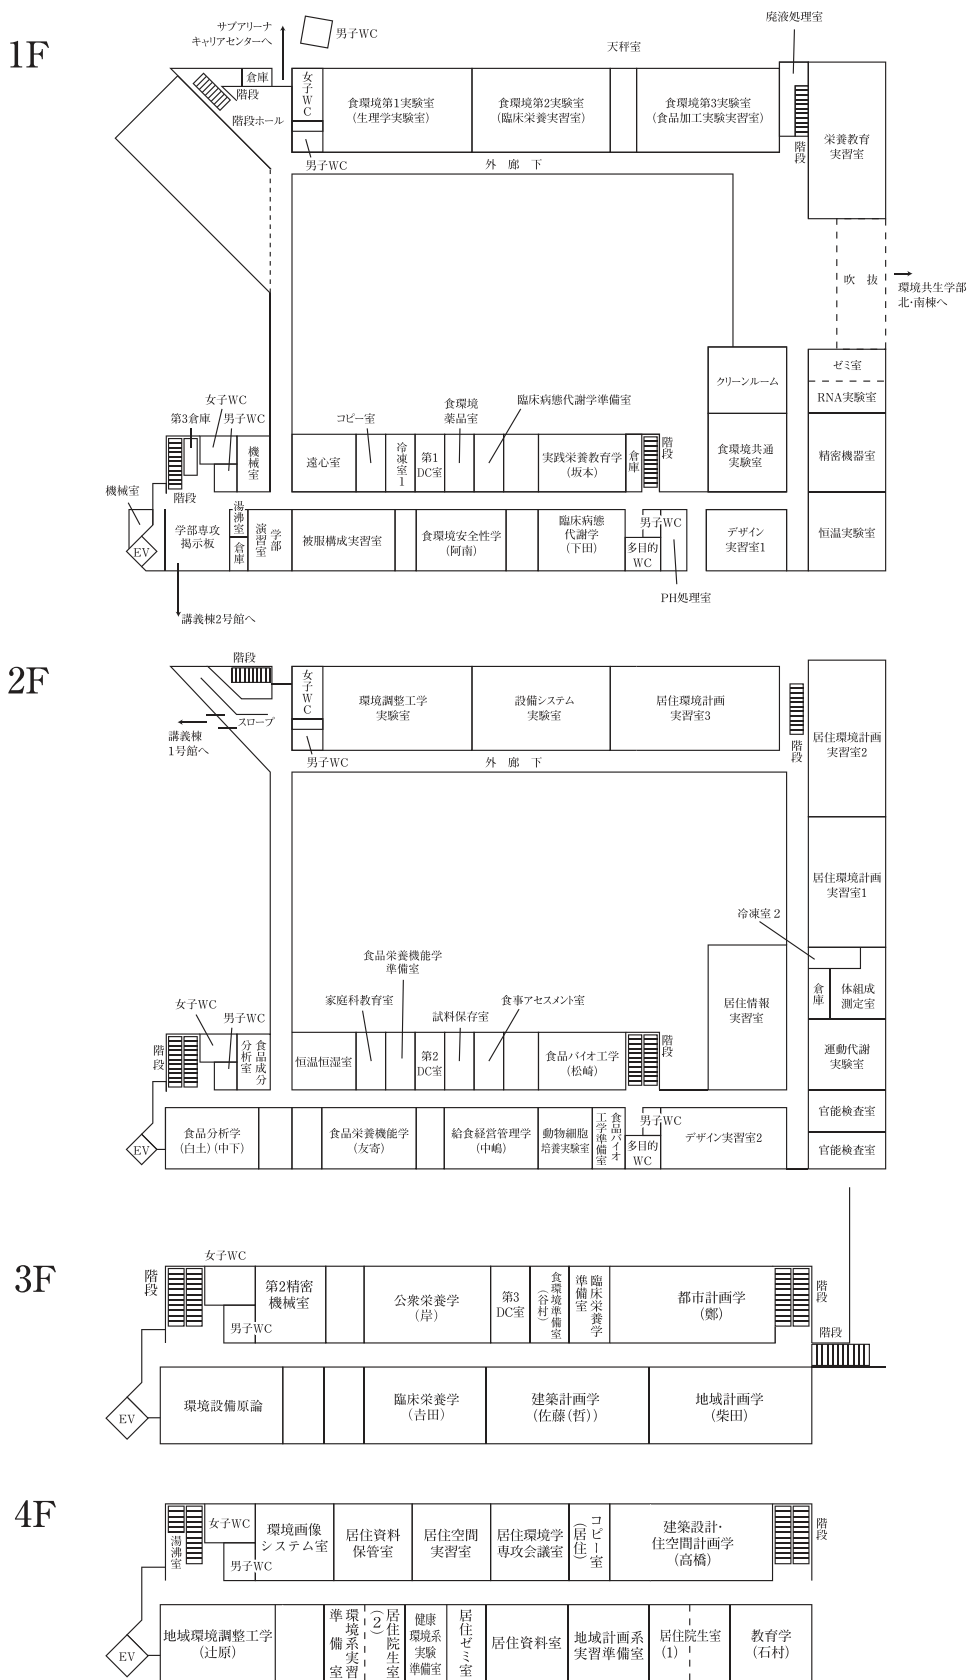 1F
サブアリーナ
キャリアセンターへ
男子WC
天秤室
廃液処理室
倉庫
階段
階段ホール
女子WC
男子WC
食環境第1実験室
(生理学実験室)
食環境第2実験室
(臨床栄養実習室)
食環境第3実験室
(食品加工実験実習室)
階段
栄養教育
実習室
外 廊 下
吹 抜
環境共生学部
北・南棟へ
ゼミ室
RNA実験室
クリーンルーム
食環境共通
実験室
精密機器室
女子WC
第3倉庫
男子WC
機械室
階段
機械室
コピー室
食環境
薬品室
臨床病態代謝学準備室
遠心室
冷凍室1
第1
DC室
実践栄養教育学
(坂本)
倉庫
階段
EV
学部専攻
掲示板
湯沸室
倉庫
学部
演習室
被服構成実習室
食環境安全性学
(阿南)
臨床病態
代謝学
(下田)
男子WC
多目的
WC
PH処理室
デザイン
実習室1
恒温実験室
講義棟2号館へ
2F
階段
スロープ
講義棟
1号館へ
女子WC
男子WC
環境調整工学
実験室
設備システム
実験室
居住環境計画
実習室3
階段
居住環境計画
実習室2
外 廊 下
居住環境計画
実習室1
冷凍室2
倉庫
体組成
測定室
居住情報
実習室
運動代謝
実験室
官能検査室
官能検査室
食品栄養機能学
準備室
家庭科教育室
試料保存室
食事アセスメント室
女子WC
男子WC
階段
食品成分
分析室
恒温恒湿室
第2
DC室
食品バイオ工学
(松崎)
階段
EV
食品分析学
(白土)(中下)
食品栄養機能学
(友寄)
給食経営管理学
(中嶋)
動物細胞
培養実験室
食品バイオ
工学準備室
男子WC
多目的
WC
デザイン実習室2
3F
女子WC
階段
男子WC
第2精密
機械室
公衆栄養学
(岸)
第3
DC室
食環境準備室
(谷村)
臨床栄養学
準備室
都市計画学
(鄭)
階段
階段
EV
環境設備原論
臨床栄養学
(吉田)
建築計画学
(佐藤(哲))
地域計画学
(柴田)
4F
湯沸室
女子WC
男子WC
環境画像
システム室
居住資料
保管室
居住空間
実習室
居住環境学
専攻会議室
コピー室
(居住)
建築設計・
住空間計画学
(高橋)
階段
EV
地域環境調整工学
(辻原)
環境系実習
準備室
居住院生室
(2)
健康
環境系
実験
準備室
居住ゼミ室
居住資料室
地域計画系
実習準備室
居住院生室
(1)
教育学
(石村)